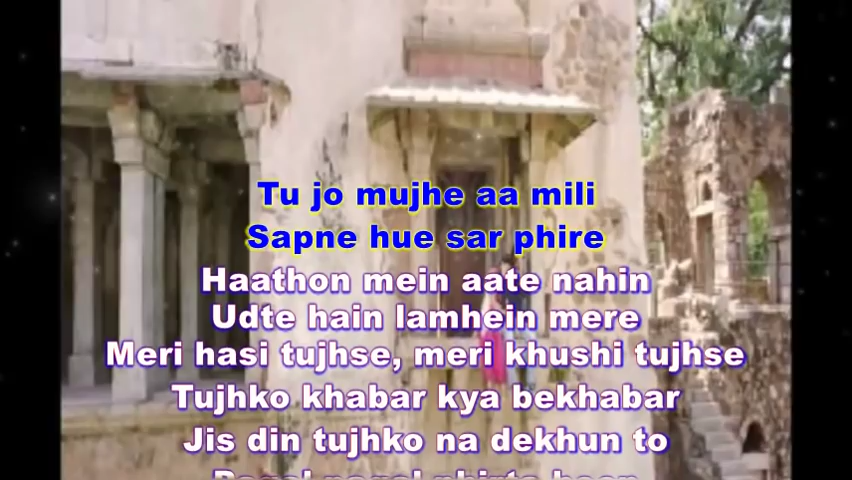 Tu jo mujhe aa mili
Sapne hue sar phire
Haathon mein aate nahin
Udte hain lamhein mere
Meri hasi tujhse, meri khushi tujhse
Tujhko khabar kya bekhabar
Jis din tujhko na dekhun to